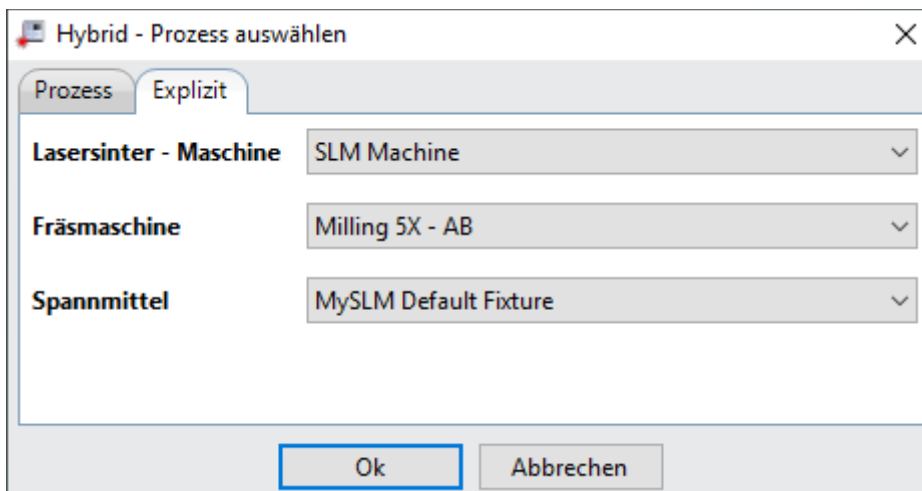 Hybrid - Prozess auswählen
Prozess Explizit
Lasersinter - Maschine SLM Machine
Fräsmaschine Milling 5X - AB
Spannmittel MySLM Default Fixture
Ok Abbrechen